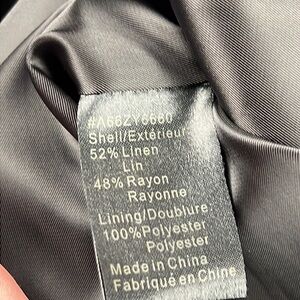 #A66ZY6660
Shell/Extérieur
52% Linen
Lin
48% Rayon
Rayonne
Lining/Doublure
100%Polyester
Polyester
Made in China
Fabriqué en Chine